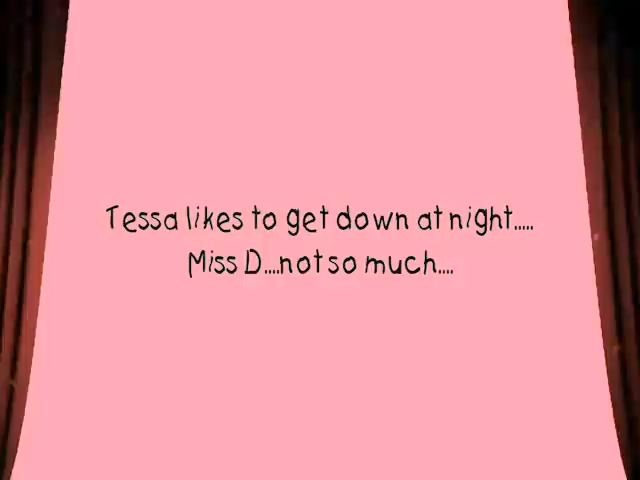 Tessa likes to get down at night.....
Miss D....not so much....